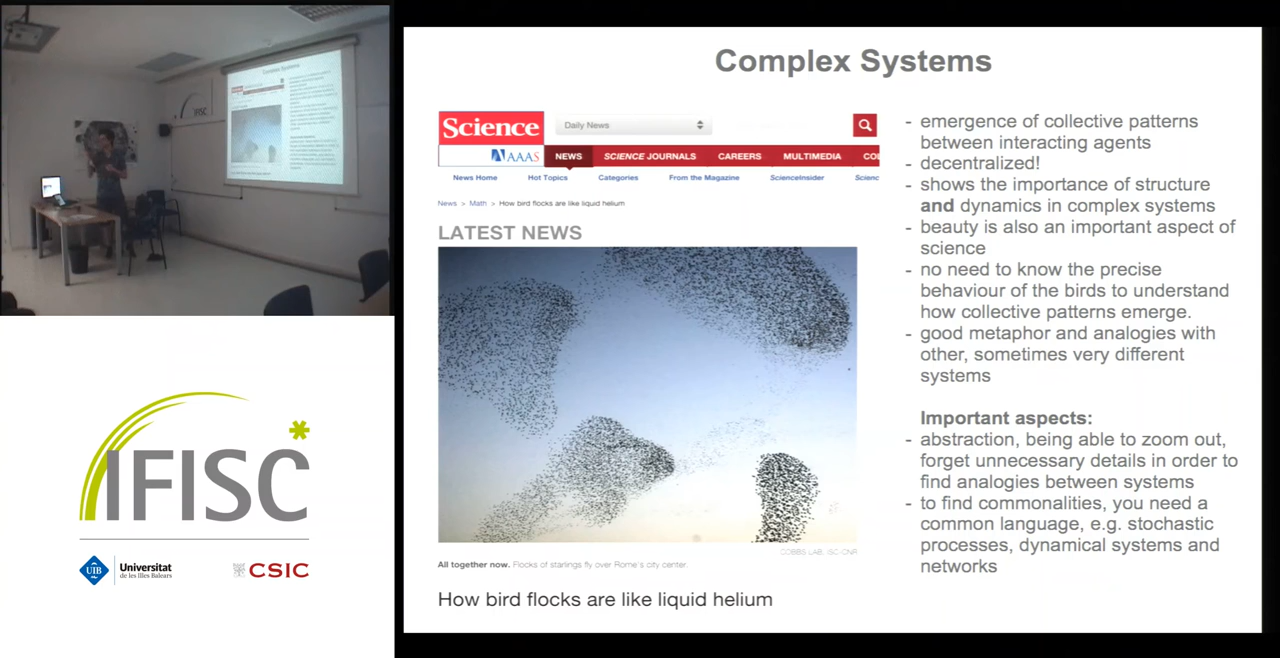 Complex Systems
IFISC
Science
Daily News
AAAS
NEWS
SCIENCE JOURNALS
CAREERS
MULTIMEDIA
COL
News Home
Hot Topics
Categories
From the Magazine
ScienceInsider
Scienc
News > Math > How bird flocks are like liquid helium
LATEST NEWS
COBBS LAB, ISC-CNR
All together now. Flocks of starlings fly over Rome's city center.
How bird flocks are like liquid helium
- emergence of collective patterns
between interacting agents
- decentralized!
- shows the importance of structure
and dynamics in complex systems
- beauty is also an important aspect of
science
- no need to know the precise
behaviour of the birds to understand
how collective patterns emerge.
- good metaphor and analogies with
other, sometimes very different
systems
Important aspects:
- abstraction, being able to zoom out,
forget unnecessary details in order to
find analogies between systems
- to find commonalities, you need a
common language, e.g. stochastic
processes, dynamical systems and
networks
IFISC
UIB
Universitat
de les Illes Balears
CSIC